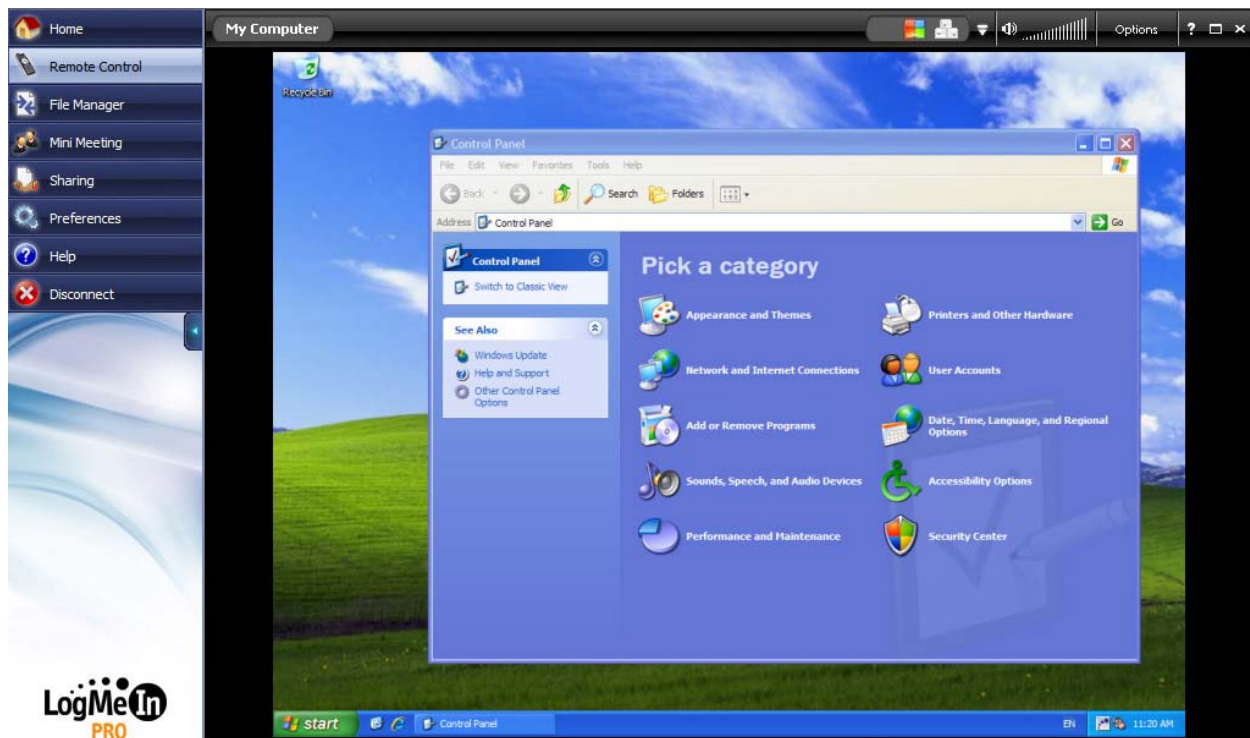 Home
Remote Control
File Manager
Mini Meeting
Sharing
Preferences
Help
Disconnect
LogMeIn
PRO
My Computer
Options
?
Recycle Bin
Control Panel
File Edit View Favorites Tools Help
Back Search Folders
Address Control Panel Go
Control Panel
Switch to Classic View
See Also
Windows Update
Help and Support
Other Control Panel
Options
Pick a category
Appearance and Themes
Printers and Other Hardware
Network and Internet Connections
User Accounts
Add or Remove Programs
Date, Time, Language, and Regional
Options
Sounds, Speech, and Audio Devices
Accessibility Options
Performance and Maintenance
Security Center
start Control Panel EN 11:20 AM